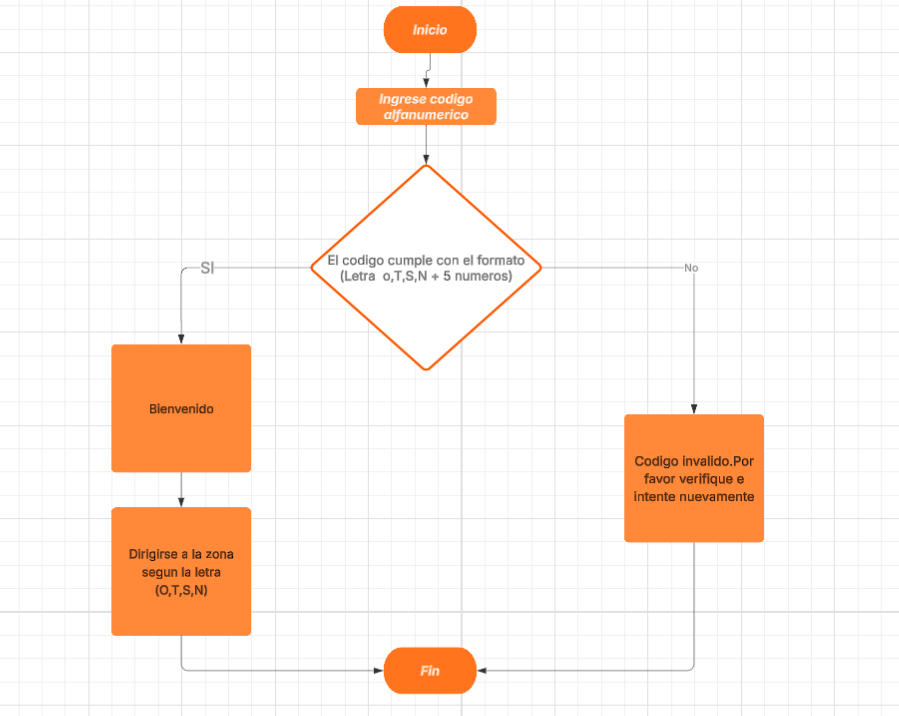 Inicio
Ingrese codigo
alfanumerico
El codigo cumple con el formato
(Letra o,T,S,N + 5 numeros)
SI
No
Bienvenido
Codigo invalido.Por
favor verifique e
intente nuevamente
Dirigirse a la zona
segun la letra
(O,T,S,N)
Fin